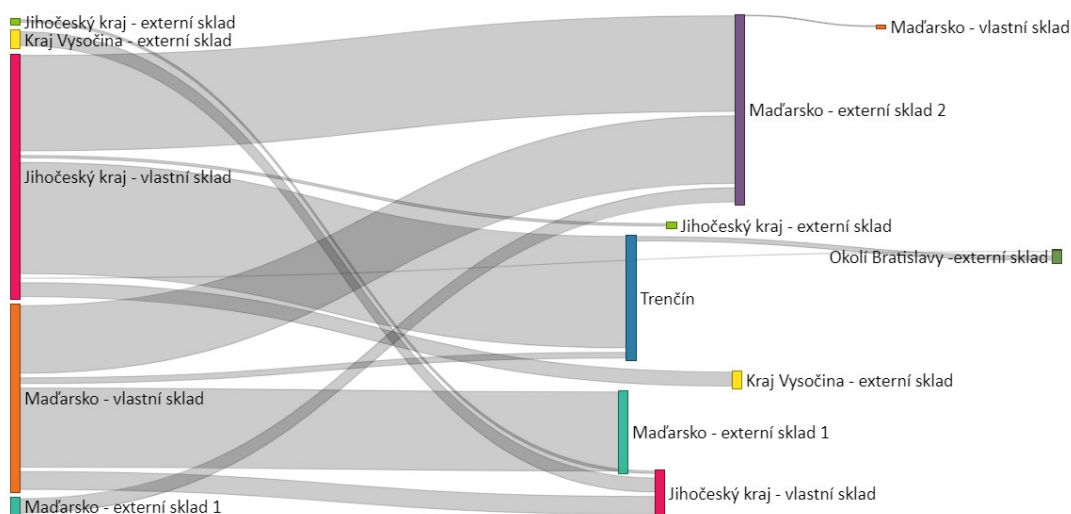 Jihočeský kraj - externí sklad
Kraj Vysočina - externí sklad
Jihočeský kraj - vlastní sklad
Maďarsko - vlastní sklad
Maďarsko - externí sklad 1
Maďarsko - externí sklad 2
Jihočeský kraj - externí sklad
Trenčín
Kraj Vysočina - externí sklad
Maďarsko - externí sklad 1
Jihočeský kraj - vlastní sklad
Maďarsko - vlastní sklad
Okolí Bratislavy -externí sklad